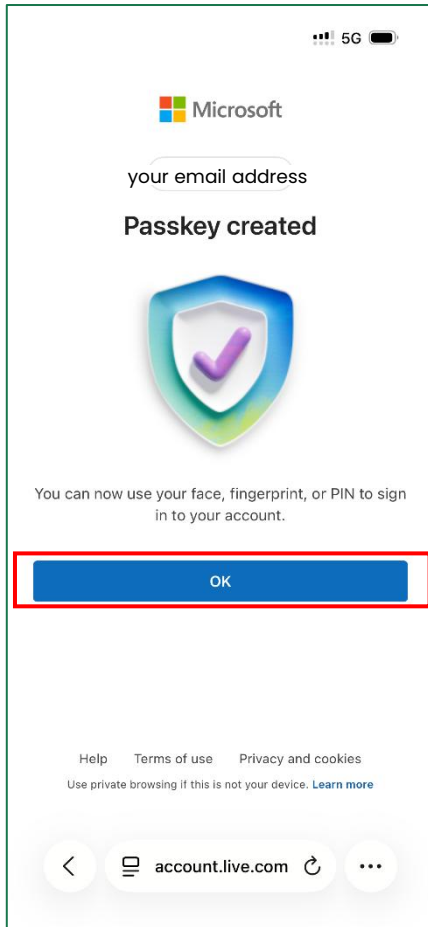 5G
Microsoft
your email address
Passkey created
You can now use your face, fingerprint, or PIN to sign
in to your account.
OK
Help Terms of use Privacy and cookies
Use private browsing if this is not your device. Learn more
account.live.com